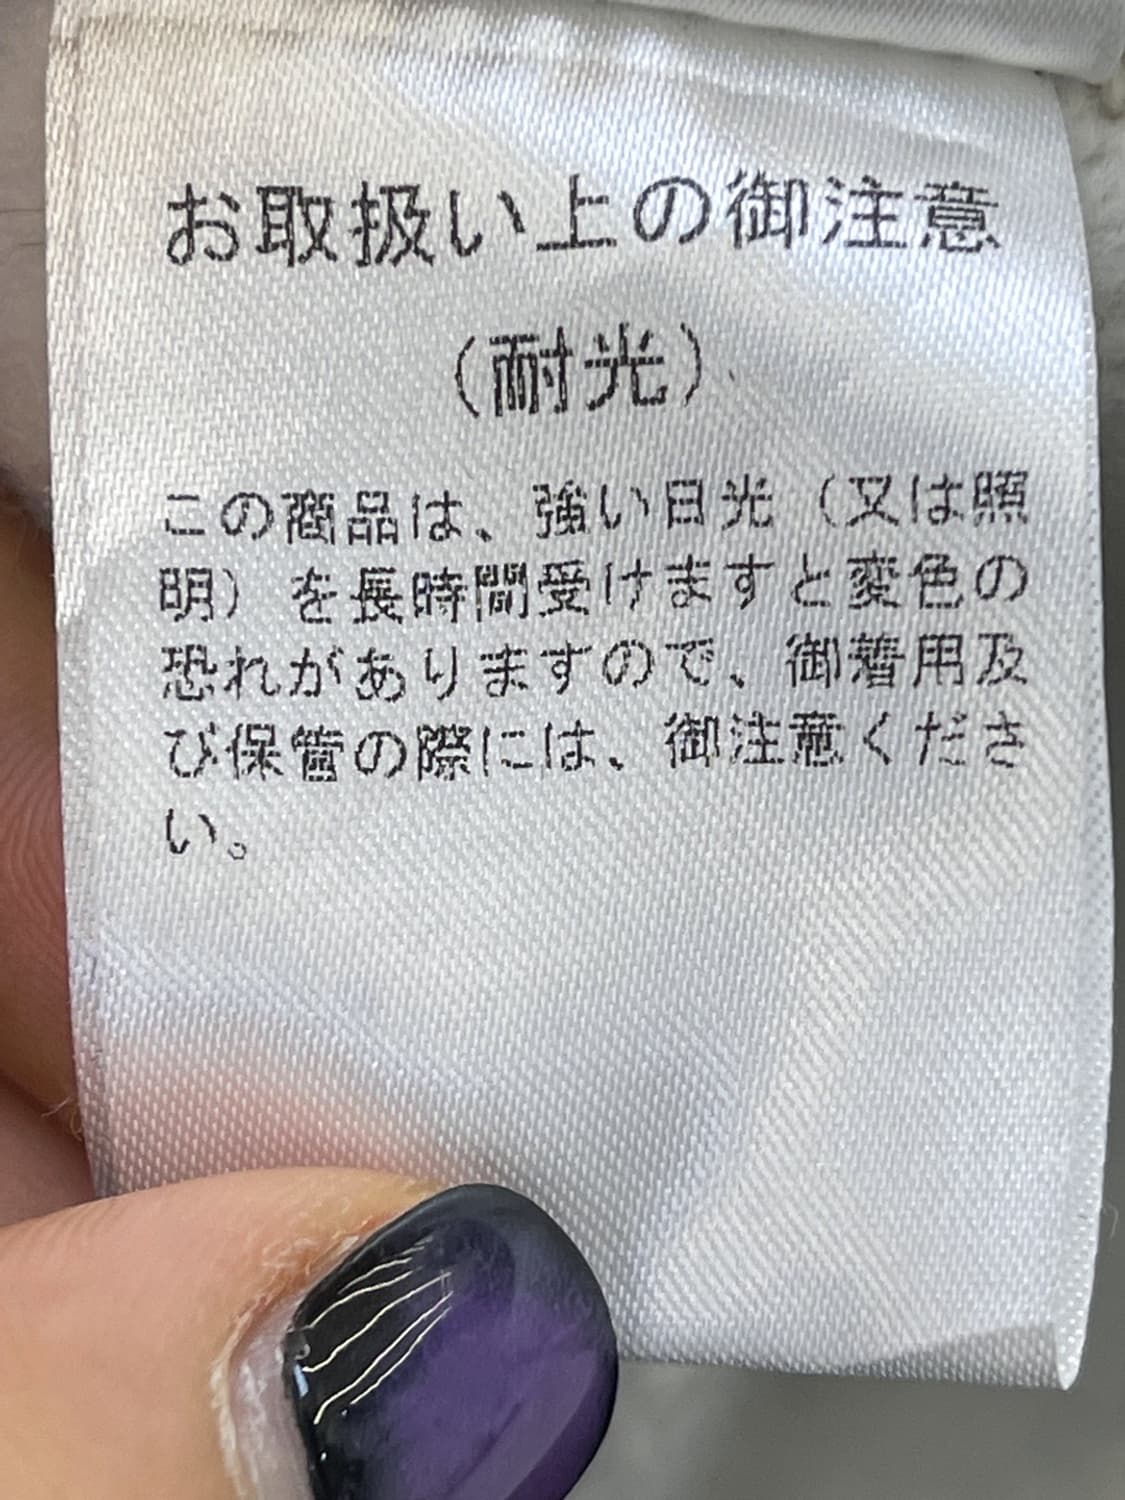 お取扱い上の御注意
(耐光)
この商品は、強い日光(又は照
明)を長時間受けますと変色の
恐れがありますので、御着用及
び保管の際には、御注意くださ
い。